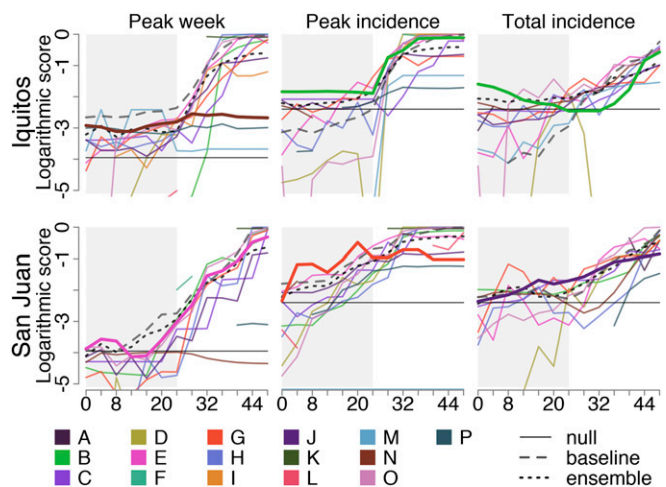 Peak week Peak incidence Total incidence
Iquitos
Logarithmic score
0
-1
-3
-5
San Juan
Logarithmic score
0
-1
-3
-5
0 8 20 32 44 0 8 20 32 44 0 8 20 32 44
A D G J M P null
B E H K N baseline
C F I L O ensemble